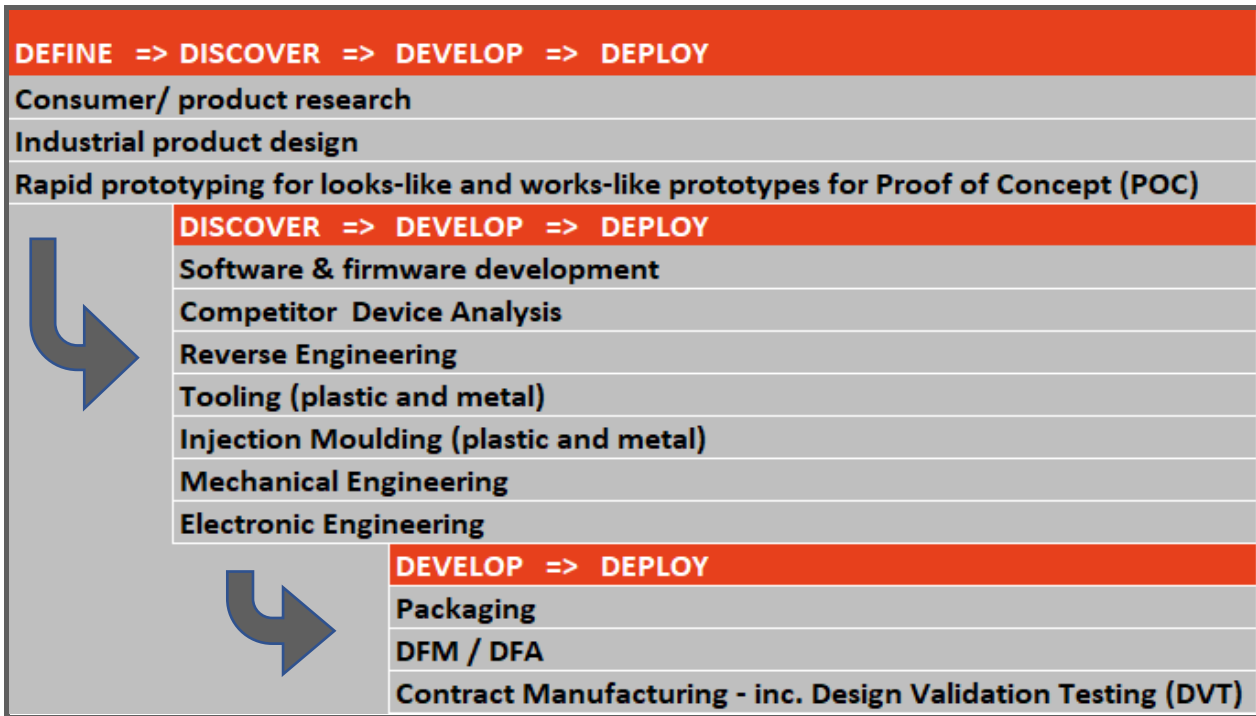 DEFINE => DISCOVER => DEVELOP => DEPLOY
Consumer/ product research
Industrial product design
Rapid prototyping for looks-like and works-like prototypes for Proof of Concept (POC)
DISCOVER => DEVELOP => DEPLOY
Software & firmware development
Competitor Device Analysis
Reverse Engineering
Tooling (plastic and metal)
Injection Moulding (plastic and metal)
Mechanical Engineering
Electronic Engineering
DEVELOP => DEPLOY
Packaging
DFM / DFA
Contract Manufacturing - inc. Design Validation Testing (DVT)